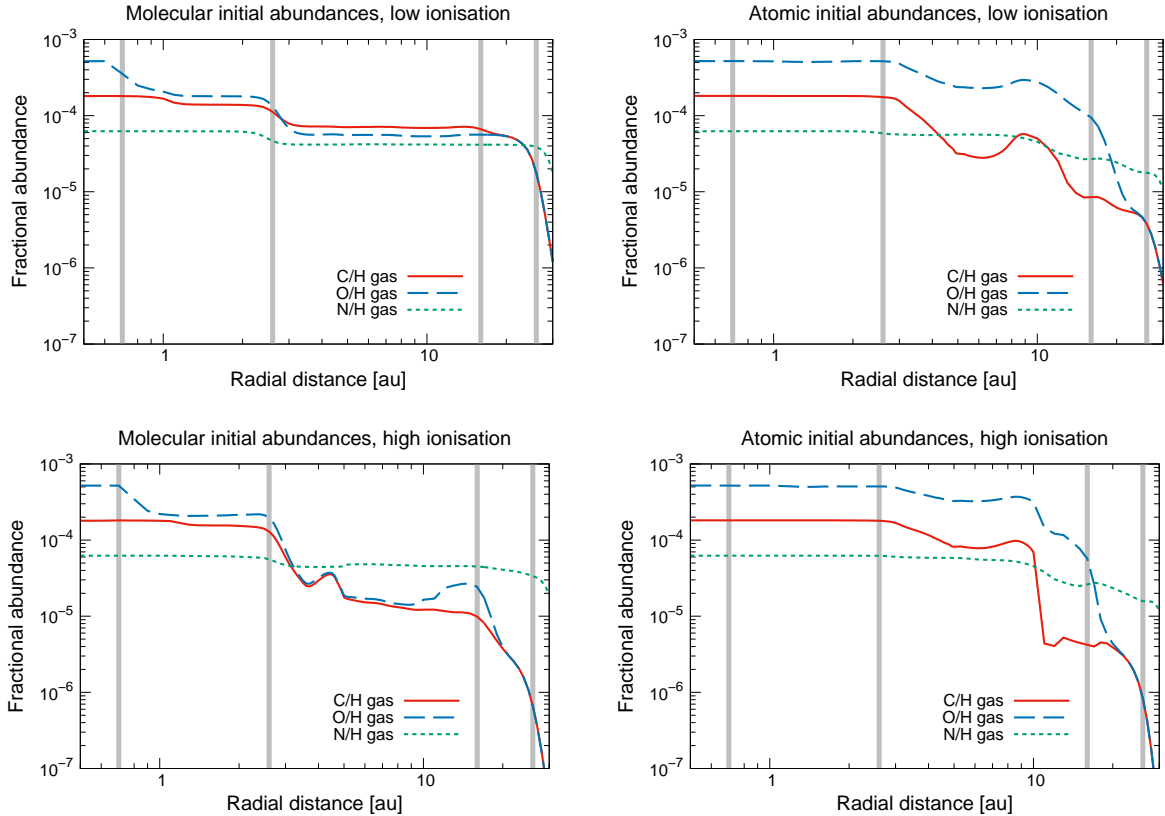 Molecular initial abundances, low ionisation
10⁻³
10⁻⁴
10⁻⁵
10⁻⁶
10⁻⁷
Fractional abundance
C/H gas
O/H gas
N/H gas
1
10
Radial distance [au]
Atomic initial abundances, low ionisation
10⁻³
10⁻⁴
10⁻⁵
10⁻⁶
10⁻⁷
Fractional abundance
C/H gas
O/H gas
N/H gas
1
10
Radial distance [au]
Molecular initial abundances, high ionisation
10⁻³
10⁻⁴
10⁻⁵
10⁻⁶
10⁻⁷
Fractional abundance
C/H gas
O/H gas
N/H gas
1
10
Radial distance [au]
Atomic initial abundances, high ionisation
10⁻³
10⁻⁴
10⁻⁵
10⁻⁶
10⁻⁷
Fractional abundance
C/H gas
O/H gas
N/H gas
1
10
Radial distance [au]